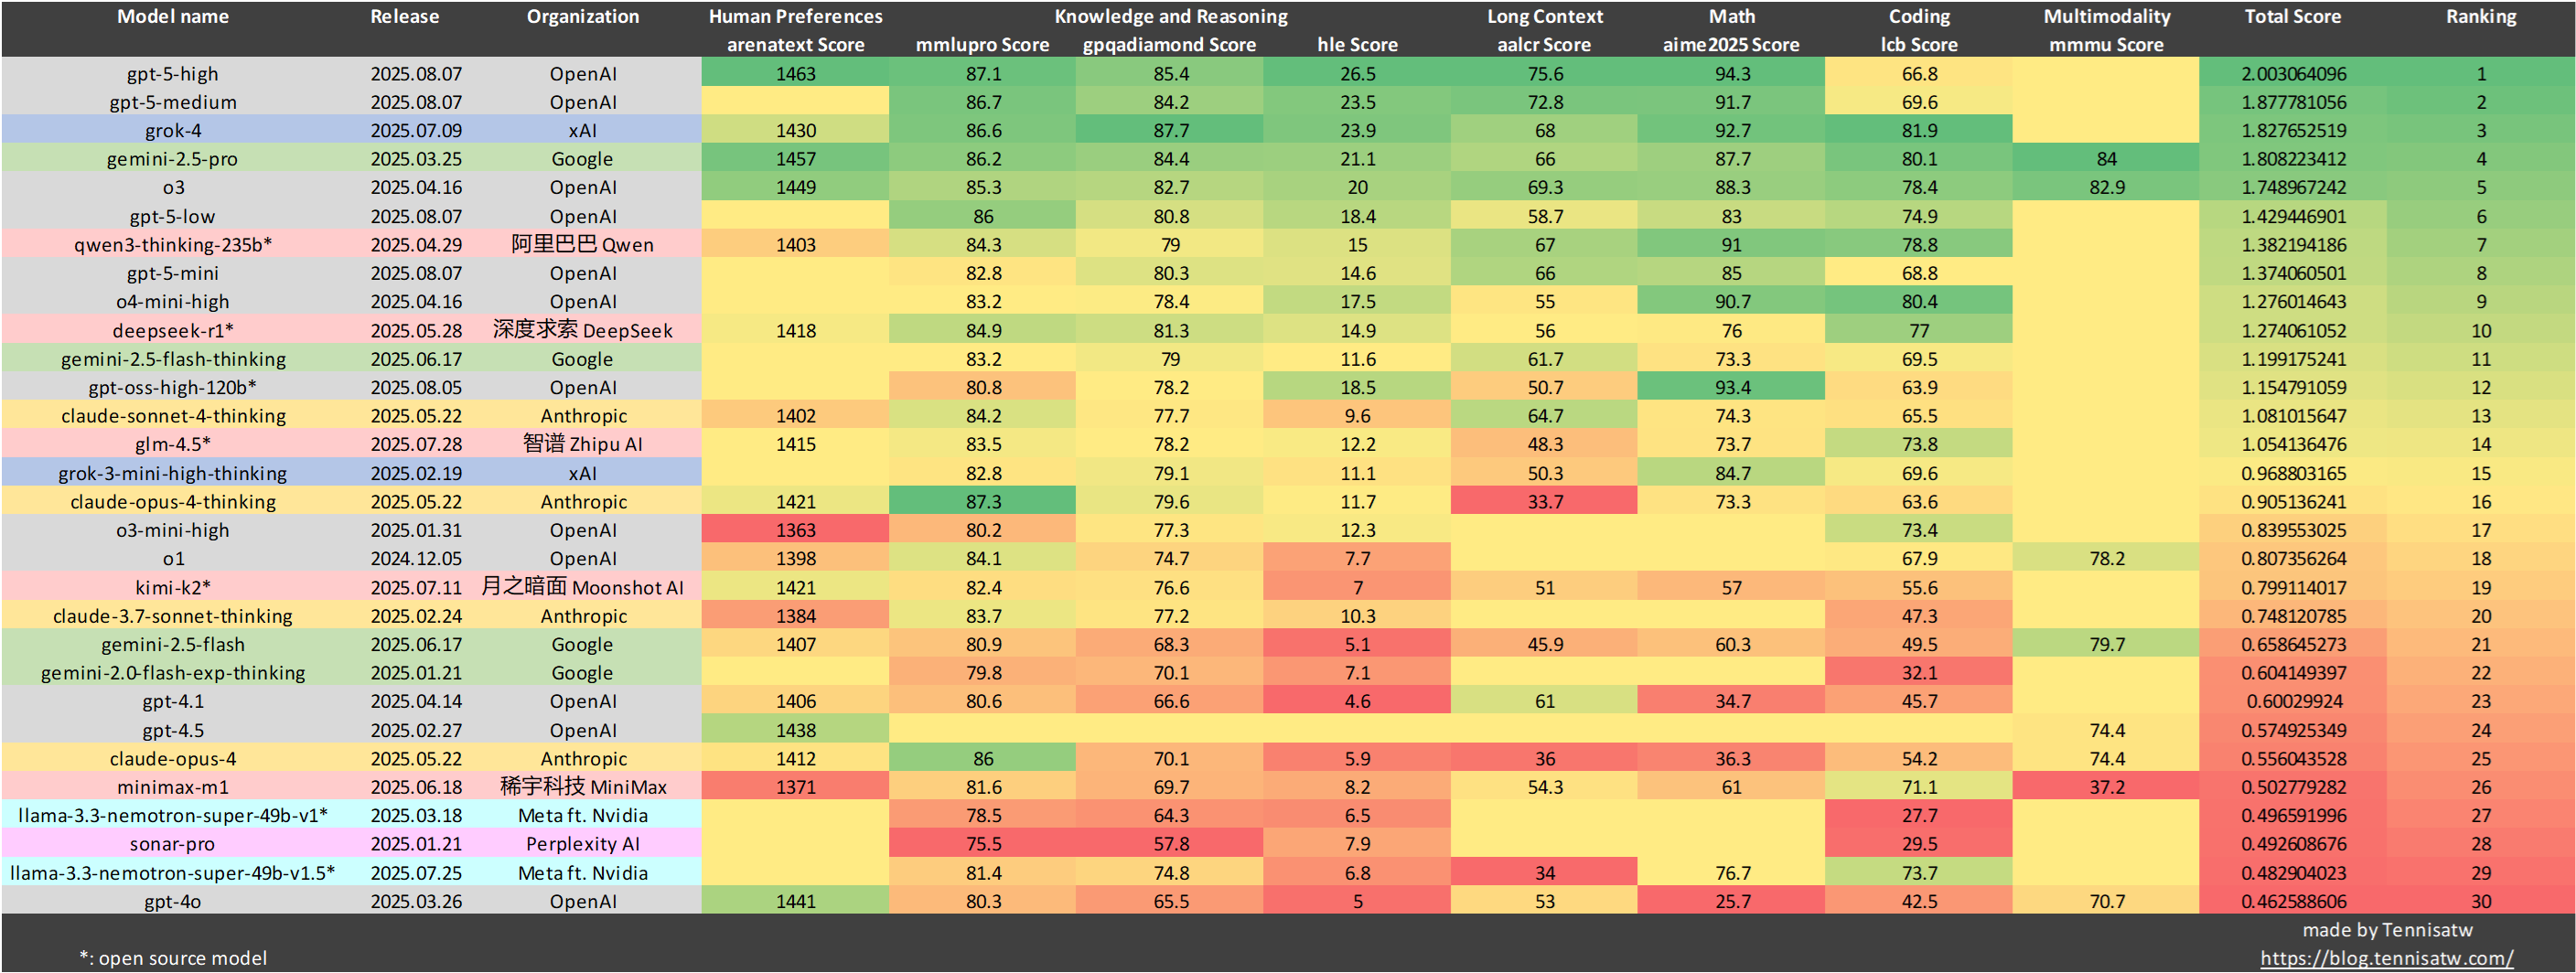 Model name Release Organization Human Preferences Knowledge and Reasoning Long Context Math Coding Multimodality Total Score Ranking
arenatext Score mmlupro Score gpqadiamond Score hle Score aalcr Score aime2025 Score lcb Score mmmu Score
gpt-5-high 2025.08.07 OpenAI 1463 87.1 85.4 26.5 75.6 94.3 66.8 2.003064096 1
gpt-5-medium 2025.08.07 OpenAI 86.7 84.2 23.5 72.8 91.7 69.6 1.877781056 2
grok-4 2025.07.09 xAI 1430 86.6 87.7 23.9 68 92.7 81.9 1.827652519 3
gemini-2.5-pro 2025.03.25 Google 1457 86.2 84.4 21.1 66 87.7 80.1 84 1.808223412 4
o3 2025.04.16 OpenAI 1449 85.3 82.7 20 69.3 88.3 78.4 82.9 1.748967242 5
gpt-5-low 2025.08.07 OpenAI 86 80.8 18.4 58.7 83 74.9 1.429446901 6
qwen3-thinking-235b* 2025.04.29 阿里巴巴 Qwen 1403 84.3 79 15 67 91 78.8 1.382194186 7
gpt-5-mini 2025.08.07 OpenAI 82.8 80.3 14.6 66 85 68.8 1.374060501 8
o4-mini-high 2025.04.16 OpenAI 83.2 78.4 17.5 55 90.7 80.4 1.276014643 9
deepseek-r1* 2025.05.28 深度求索 DeepSeek 1418 84.9 81.3 14.9 56 76 77 1.274061052 10
gemini-2.5-flash-thinking 2025.06.17 Google 83.2 79 11.6 61.7 73.3 69.5 1.199175241 11
gpt-oss-high-120b* 2025.08.05 OpenAI 80.8 78.2 18.5 50.7 93.4 63.9 1.154791059 12
claude-sonnet-4-thinking 2025.05.22 Anthropic 1402 84.2 77.7 9.6 64.7 74.3 65.5 1.081015647 13
glm-4.5* 2025.07.28 智谱 Zhipu AI 1415 83.5 78.2 12.2 48.3 73.7 73.8 1.054136476 14
grok-3-mini-high-thinking 2025.02.19 xAI 82.8 79.1 11.1 50.3 84.7 69.6 0.968803165 15
claude-opus-4-thinking 2025.05.22 Anthropic 1421 87.3 79.6 11.7 33.7 73.3 63.6 0.905136241 16
o3-mini-high 2025.01.31 OpenAI 1363 80.2 77.3 12.3 73.4 0.839553025 17
o1 2024.12.05 OpenAI 1398 84.1 74.7 7.7 67.9 78.2 0.807356264 18
kimi-k2* 2025.07.11 月之暗面 Moonshot AI 1421 82.4 76.6 7 51 57 55.6 0.799114017 19
claude-3.7-sonnet-thinking 2025.02.24 Anthropic 1384 83.7 77.2 10.3 47.3 0.748120785 20
gemini-2.5-flash 2025.06.17 Google 1407 80.9 68.3 5.1 45.9 60.3 49.5 79.7 0.658645273 21
gemini-2.0-flash-exp-thinking 2025.01.21 Google 79.8 70.1 7.1 32.1 0.604149397 22
gpt-4.1 2025.04.14 OpenAI 1406 80.6 66.6 4.6 61 34.7 45.7 0.60029924 23
gpt-4.5 2025.02.27 OpenAI 1438 74.4 0.574925349 24
claude-opus-4 2025.05.22 Anthropic 1412 86 70.1 5.9 36 36.3 54.2 74.4 0.556043528 25
minimax-m1 2025.06.18 稀宇科技 MiniMax 1371 81.6 69.7 8.2 54.3 61 71.1 37.2 0.502779282 26
llama-3.3-nemotron-super-49b-v1* 2025.03.18 Meta ft. Nvidia 78.5 64.3 6.5 27.7 0.496591996 27
sonar-pro 2025.01.21 Perplexity AI 75.5 57.8 7.9 29.5 0.492608676 28
llama-3.3-nemotron-super-49b-v1.5* 2025.07.25 Meta ft. Nvidia 81.4 74.8 6.8 34 76.7 73.7 0.482904023 29
gpt-4o 2025.03.26 OpenAI 1441 80.3 65.5 5 53 25.7 42.5 70.7 0.462588606 30
made by Tennisatw
*: open source model https://blog.tennisatw.com/